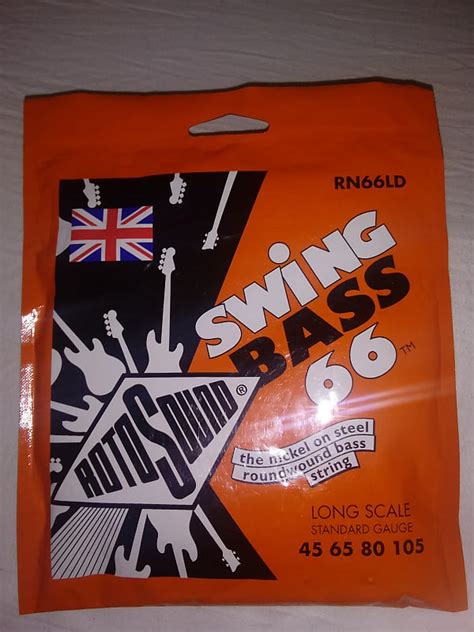 RN66LD
SWING
BASS
66™
ROTOSOUND®
the nickel on steel
roundwound bass
string
LONG SCALE
STANDARD GAUGE
45 65 80 105